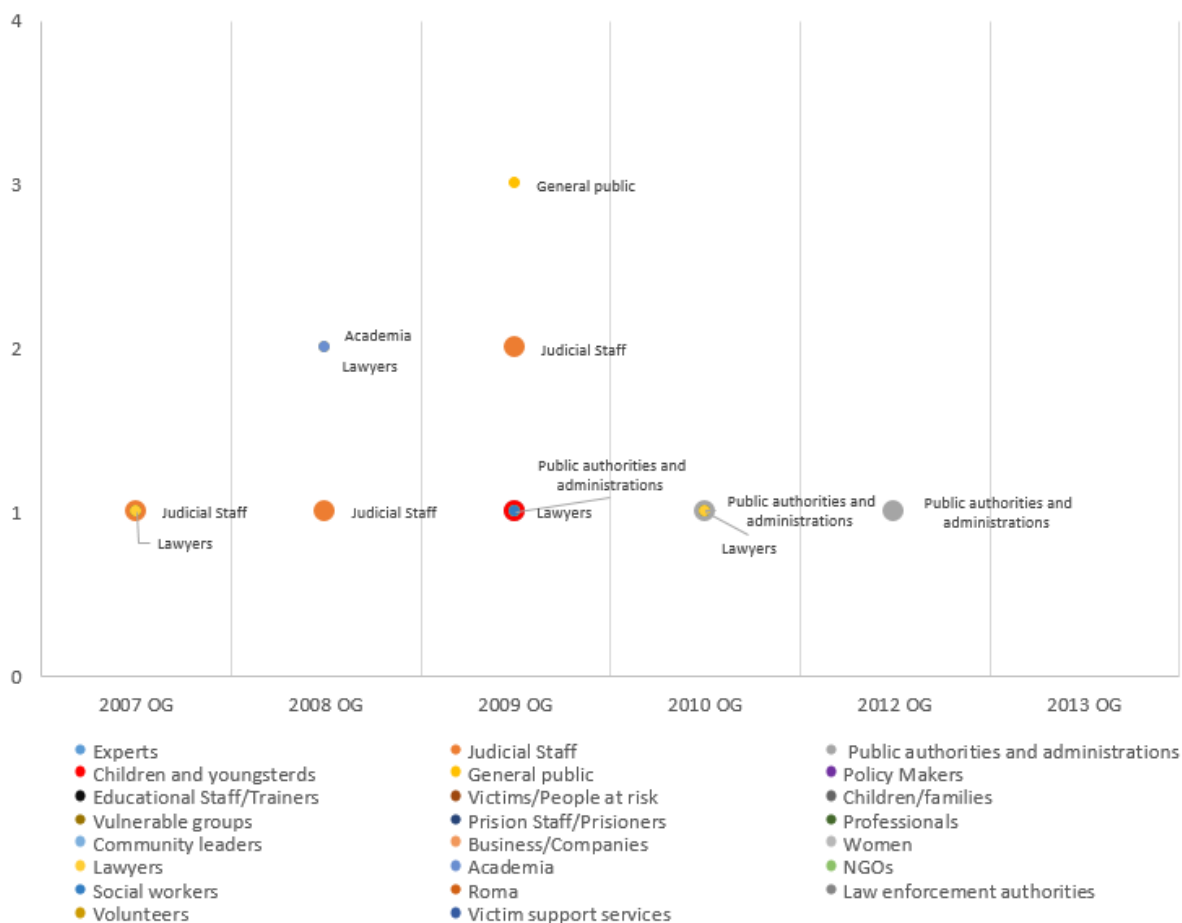 4
3
General public
2
Academia
Lawyers
Judicial Staff
Public authorities and
administrations
1
Judicial Staff
Lawyers
Judicial Staff
Lawyers
Public authorities and
administrations
Lawyers
Public authorities and
administrations
0
2007 OG
2008 OG
2009 OG
2010 OG
2012 OG
2013 OG
Experts
Judicial Staff
Public authorities and administrations
Children and youngsterds
General public
Policy Makers
Educational Staff/Trainers
Victims/People at risk
Children/families
Vulnerable groups
Prision Staff/Prisioners
Professionals
Community leaders
Business/Companies
Women
Lawyers
Academia
NGOs
Social workers
Roma
Law enforcement authorities
Volunteers
Victim support services